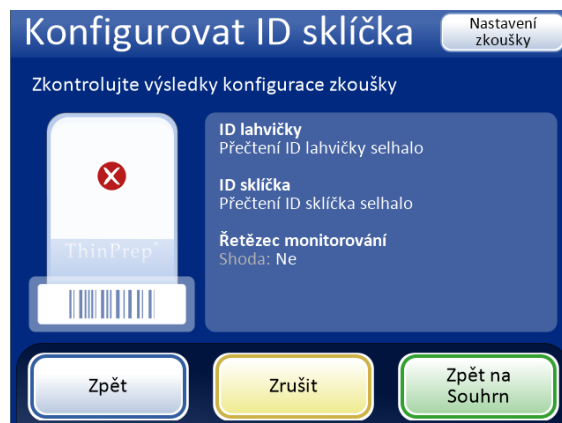 Konfigurovat ID sklíčka
Nastavení
zkoušky
Zkontrolujte výsledky konfigurace zkoušky
ThinPrep®
ID lahvičky
Přečtení ID lahvičky selhalo
ID sklíčka
Přečtení ID sklíčka selhalo
Řetězec monitorování
Shoda: Ne
Zpět
Zrušit
Zpět na
Souhrn